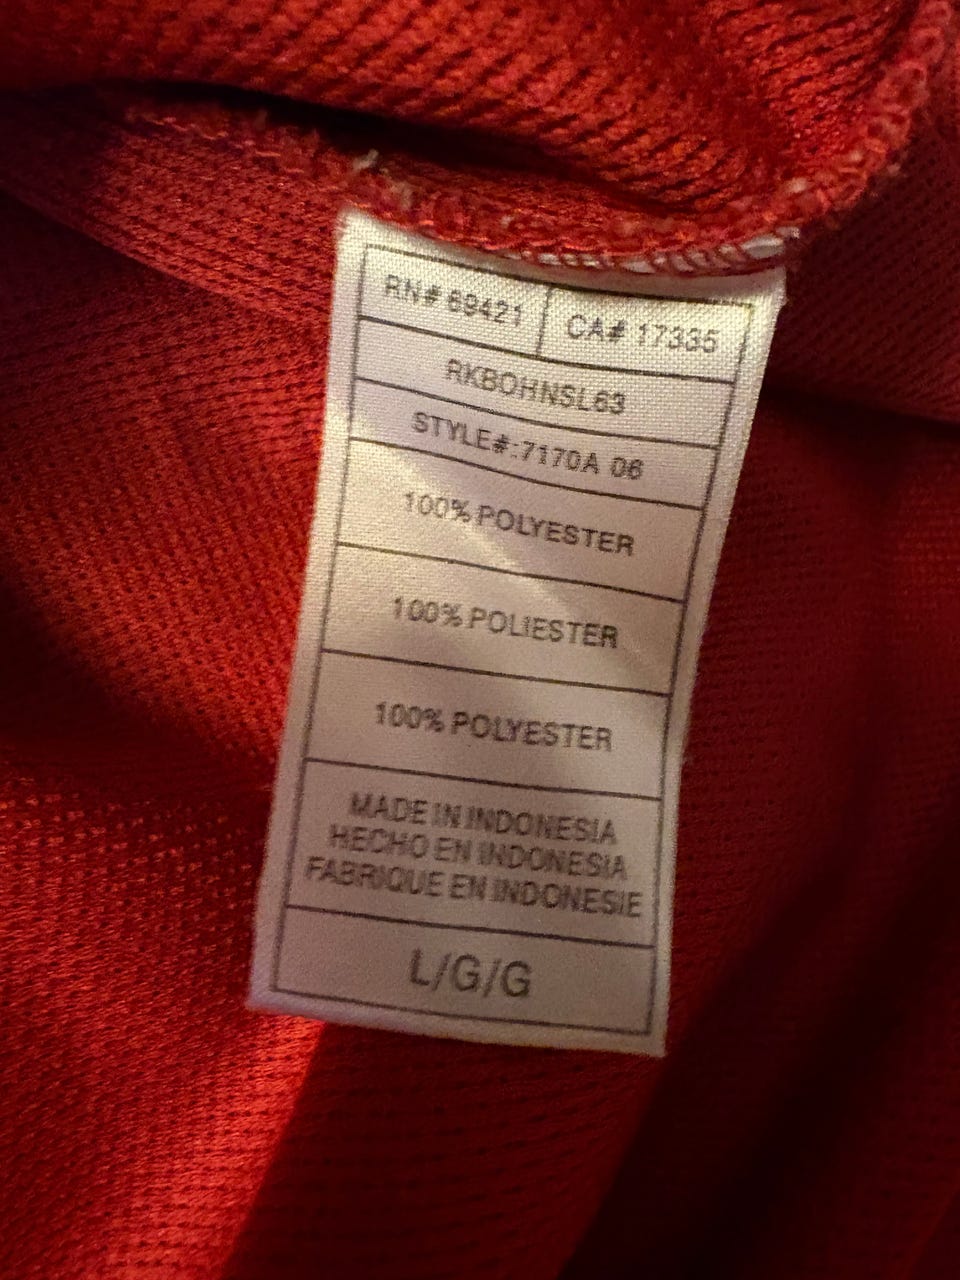 RN# 69421
CA# 17335
RKBOHNSL63
STYLE#:7170A 06
100% POLYESTER
100% POLIESTER
100% POLYESTER
MADE IN INDONESIA
HECHO EN INDONESIA
FABRIQUE EN INDONESIE
L/G/G